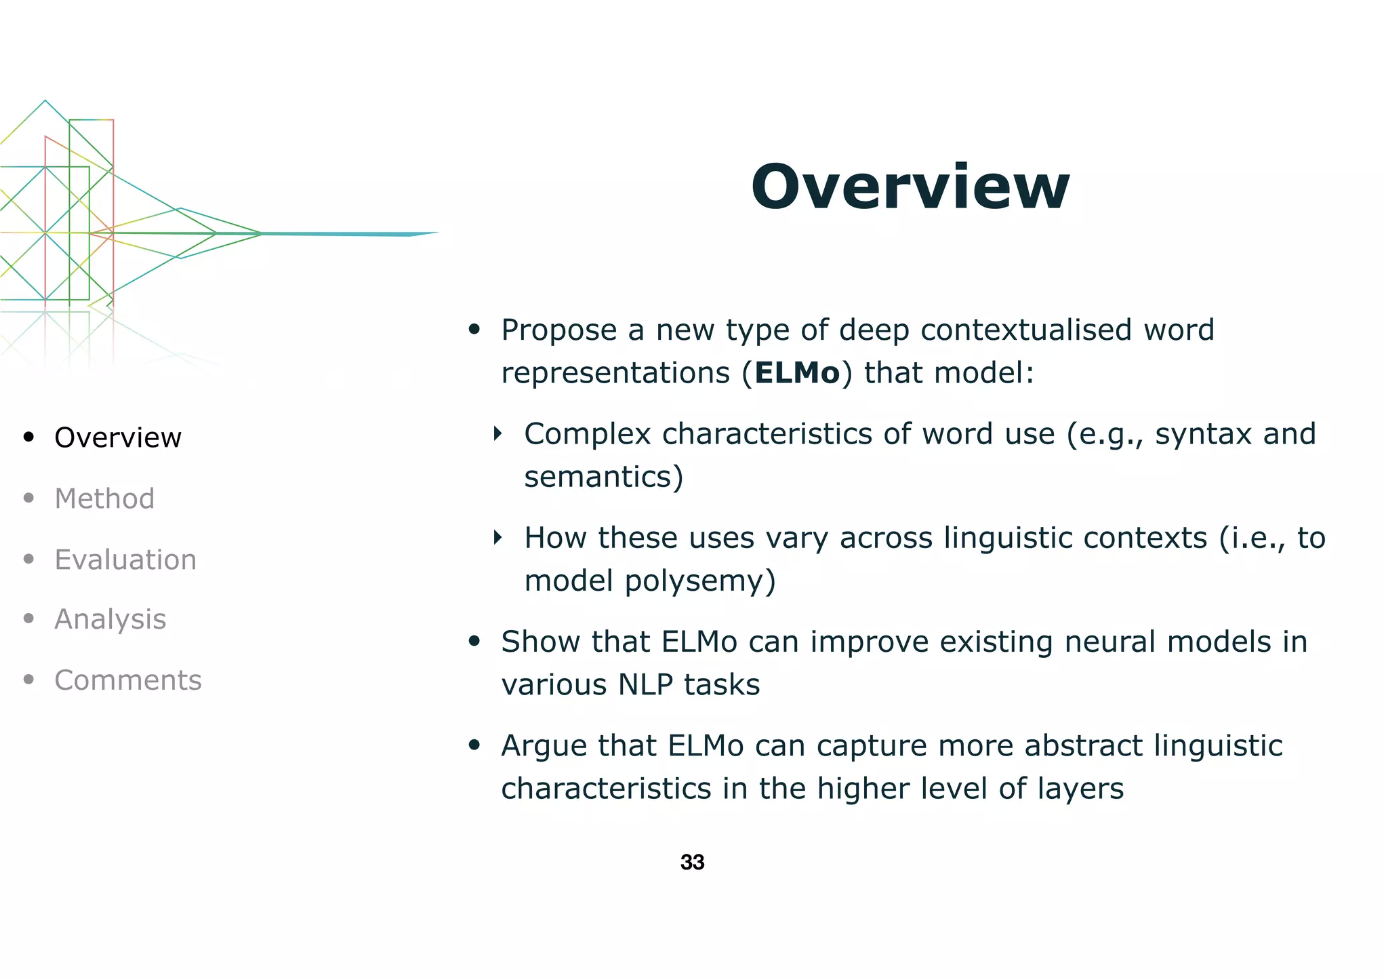 Overview
• Propose a new type of deep contextualised word
representations (ELMo) that model:
‣ Complex characteristics of word use (e.g., syntax and
semantics)
‣ How these uses vary across linguistic contexts (i.e., to
model polysemy)
• Show that ELMo can improve existing neural models in
various NLP tasks
• Argue that ELMo can capture more abstract linguistic
characteristics in the higher level of layers
• Overview
• Method
• Evaluation
• Analysis
• Comments
33